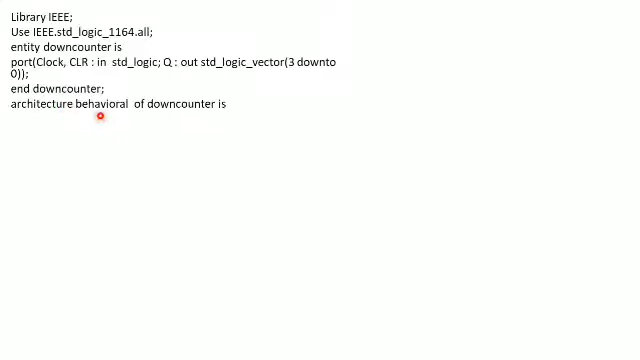 Library IEEE;
Use IEEE.std_logic_1164.all;
entity downcounter is
port(Clock, CLR : in  std_logic; Q : out std_logic_vector(3 downto
0));
end downcounter;
architecture behavioral  of downcounter is